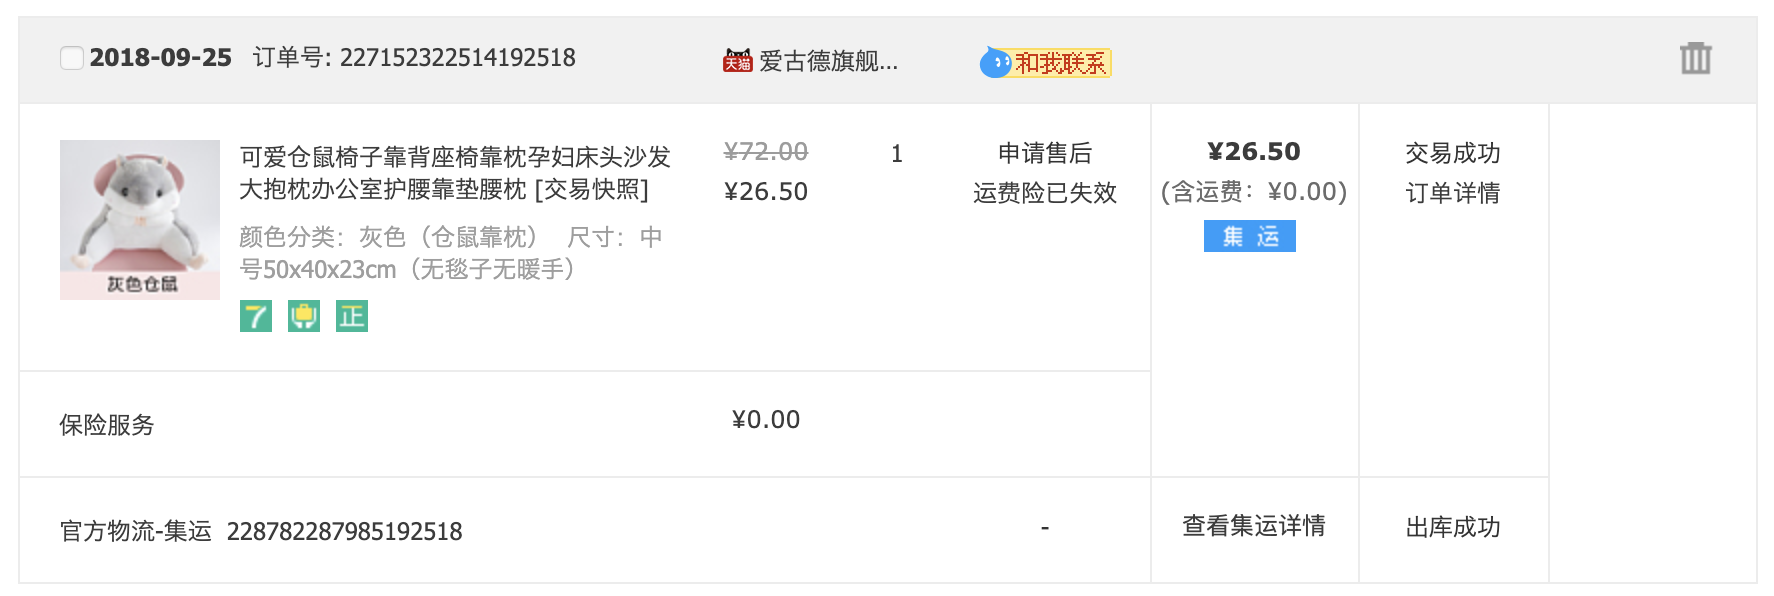 2018-09-25 订单号: 227152322514192518 天猫 爱古德旗舰... 和我联系
可爱仓鼠椅子靠背座椅靠枕孕妇床头沙发
大抱枕办公室护腰靠垫腰枕 [交易快照]
颜色分类：灰色（仓鼠靠枕） 尺寸：中
号50x40x23cm（无毯子无暖手）
灰色仓鼠
7 正
¥72.00
¥26.50
1
申请售后
运费险已失效
¥26.50
(含运费：¥0.00)
集 运
交易成功
订单详情
保险服务 ¥0.00
官方物流-集运 228782287985192518 - 查看集运详情 出库成功